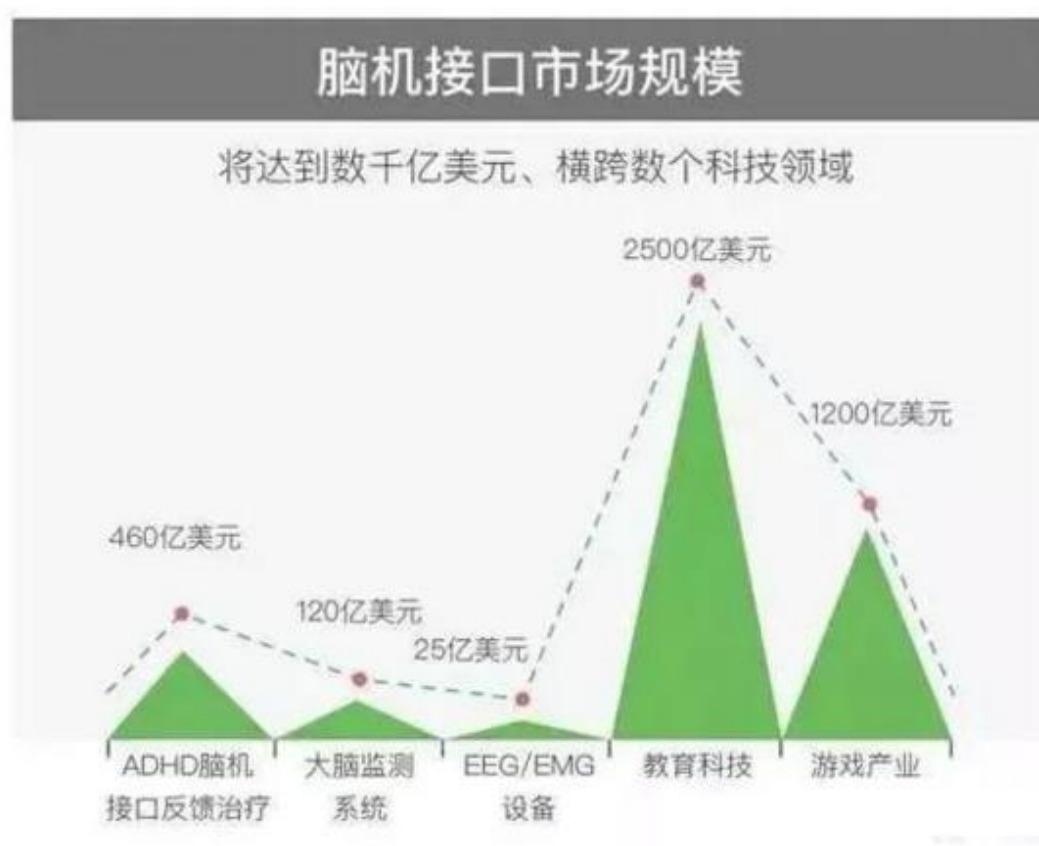 脑机接口市场规模
将达到数千亿美元、横跨数个科技领域
2500亿美元
1200亿美元
460亿美元
120亿美元
25亿美元
ADHD脑机
接口反馈治疗
大脑监测
系统
EEG/EMG
设备
教育科技
游戏产业